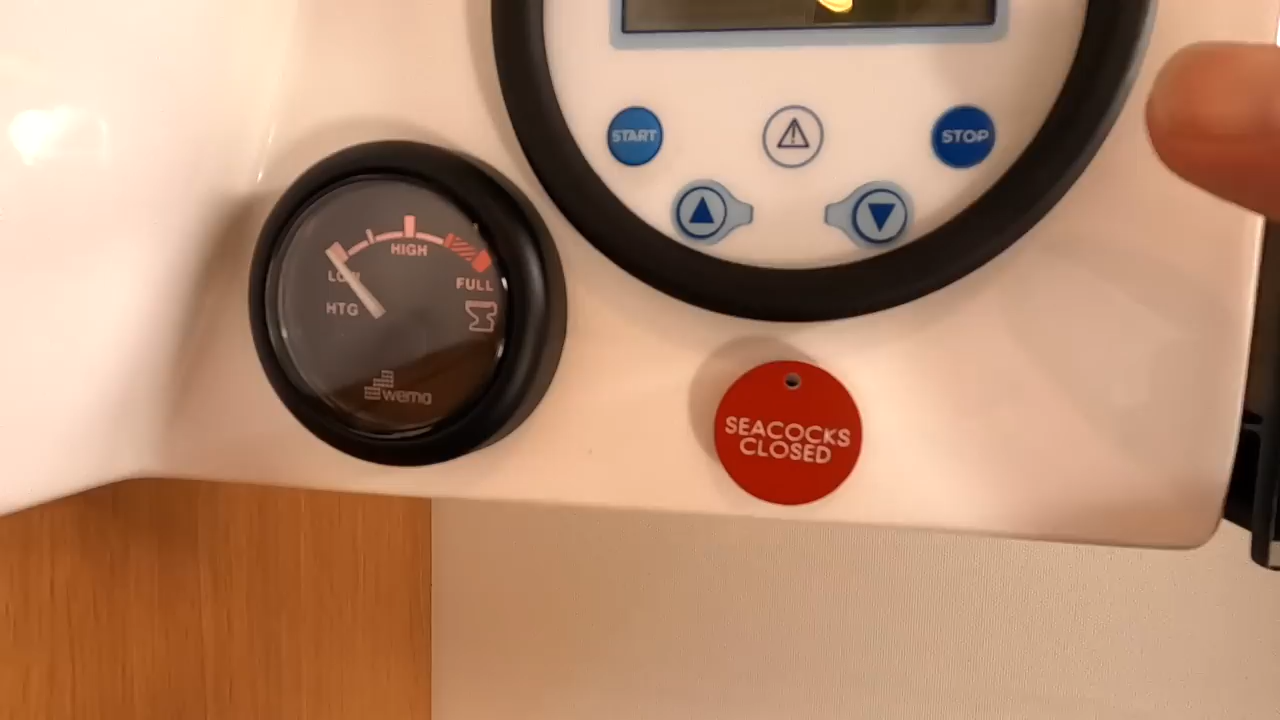 START
STOP
HIGH
LOW
FULL
HTG
wema
SEACOCKS
CLOSED